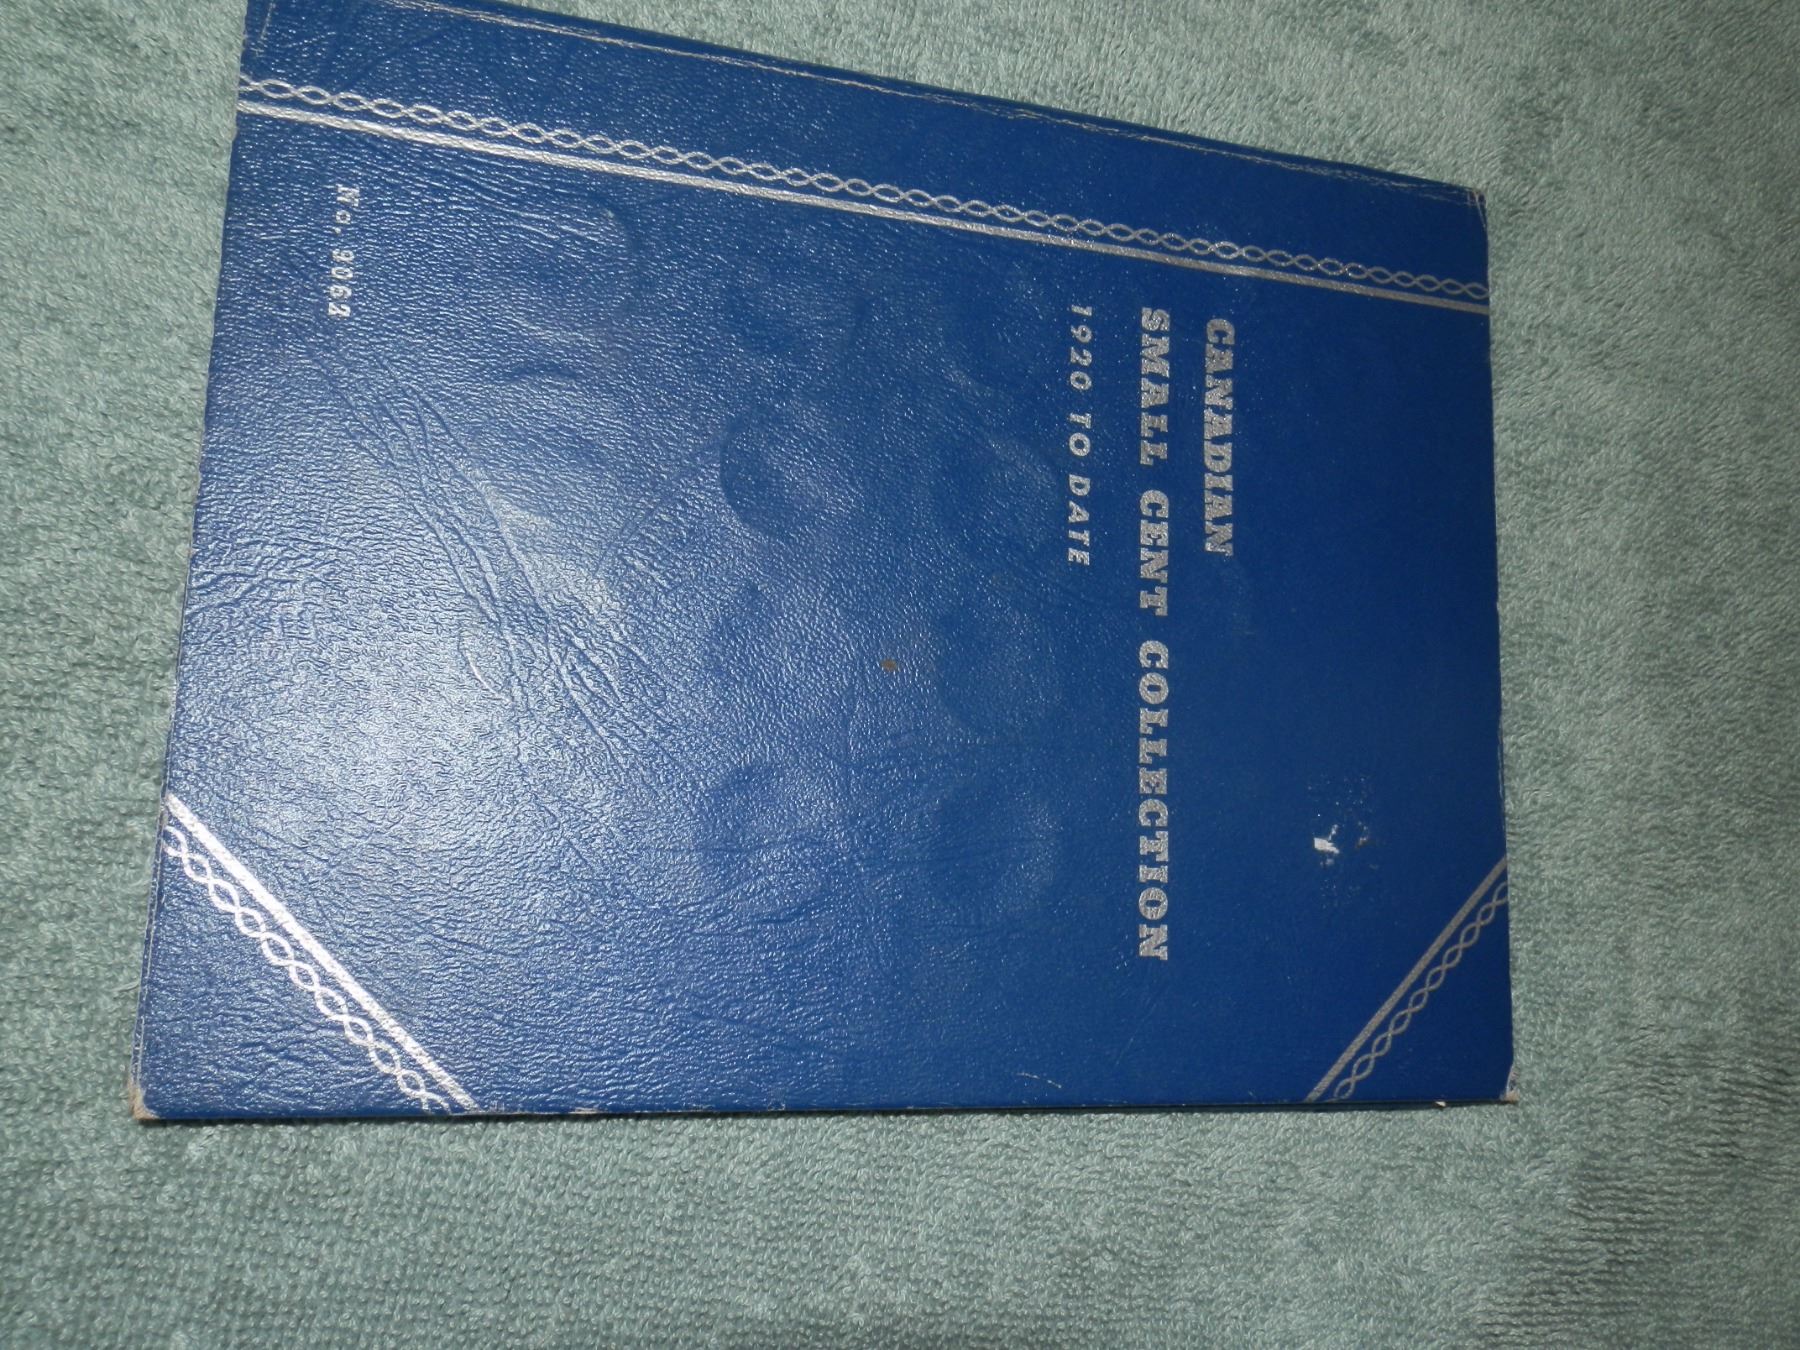 CANADIAN
SMALL CENT COLLECTION
1920 TO DATE
No. 9062